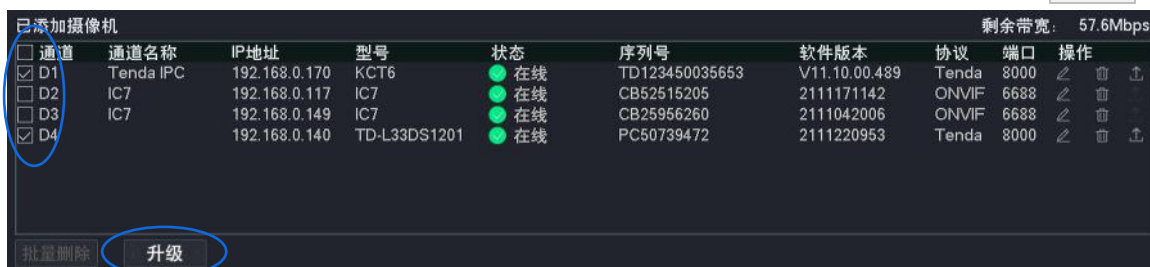 已添加摄像机 剩余带宽: 57.6Mbps
通道 通道名称 IP地址 型号 状态 序列号 软件版本 协议 端口 操作
D1 Tenda IPC 192.168.0.170 KCT6 在线 TD123450035653 V11.10.00.489 Tenda 8000
D2 IC7 192.168.0.117 IC7 在线 CB52515205 2111171142 ONVIF 6688
D3 IC7 192.168.0.149 IC7 在线 CB25956260 2111042006 ONVIF 6688
D4 192.168.0.140 TD-L33DS1201 在线 PC50739472 2111220953 Tenda 8000
批量删除 升级